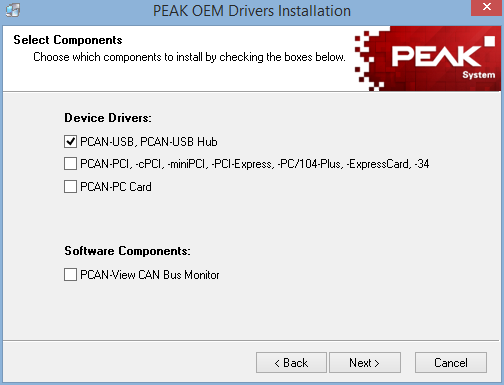 PEAK OEM Drivers Installation
Select Components
Choose which components to install by checking the boxes below.
PEAK
System
Device Drivers:
PCAN-USB, PCAN-USB Hub
PCAN-PCI, -cPCI, -miniPCI, -PCI-Express, -PC/104-Plus, -ExpressCard, -34
PCAN-PC Card
Software Components:
PCAN-View CAN Bus Monitor
< Back
Next >
Cancel